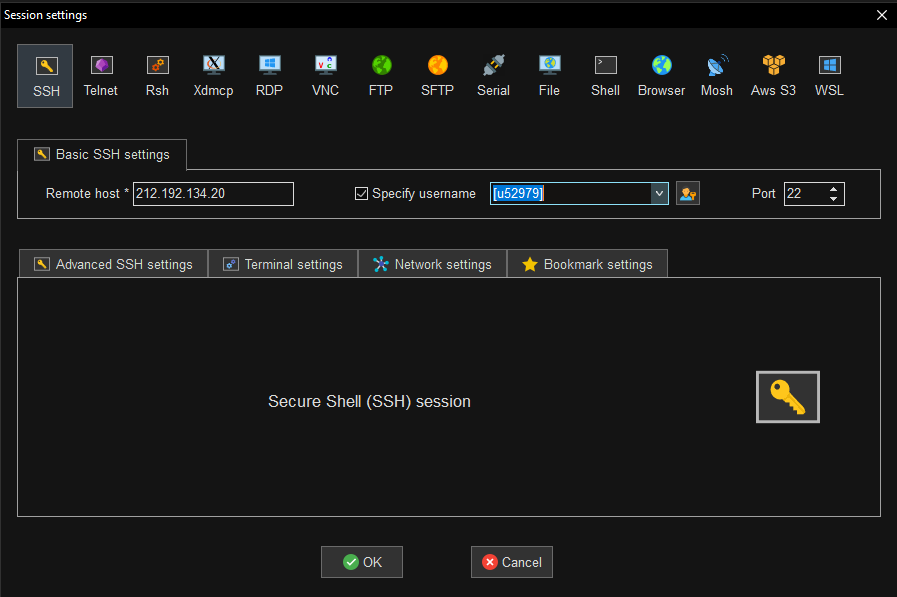 Session settings
SSH Telnet Rsh Xdmcp RDP VNC FTP SFTP Serial File Shell Browser Mosh Aws S3 WSL
Basic SSH settings
Remote host * 212.192.134.20 Specify username [u52979] Port 22
Advanced SSH settings Terminal settings Network settings Bookmark settings
Secure Shell (SSH) session
OK Cancel